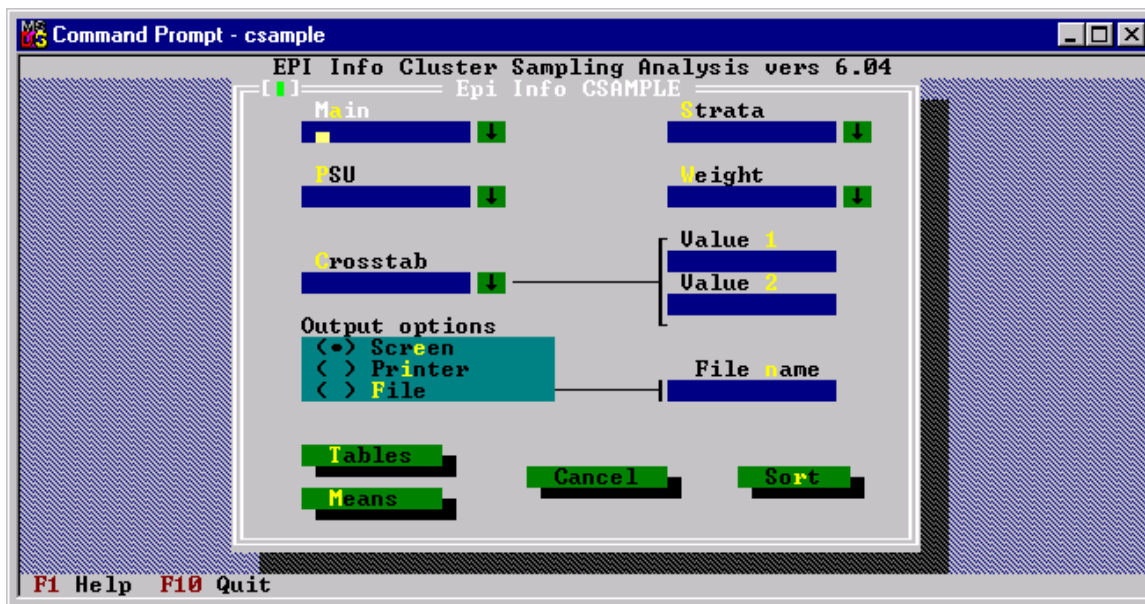 Command Prompt - csample
EPI Info Cluster Sampling Analysis vers 6.04
Epi Info CSAMPLE
Main
Strata
PSU
Weight
Crosstab
Value 1
Value 2
Output options
(•) Screen
( ) Printer
( ) File
File name
Tables
Means
Cancel
Sort
F1 Help F10 Quit